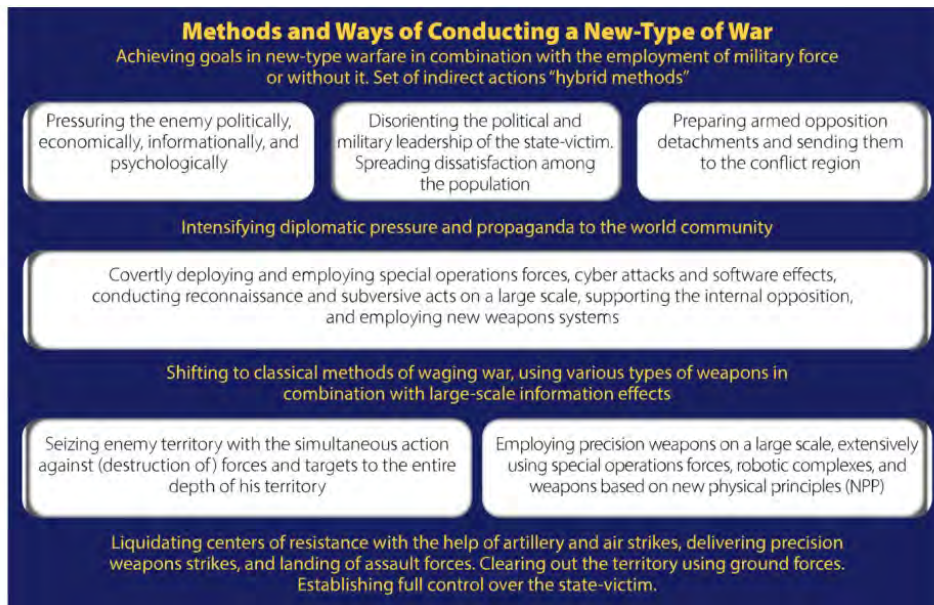 Methods and Ways of Conducting a New-Type of War
Achieving goals in new-type warfare in combination with the employment of military force
or without it. Set of indirect actions “hybrid methods”
Pressuring the enemy politically,
economically, informationally, and
psychologically
Disorienting the political and
military leadership of the state-victim.
Spreading dissatisfaction among
the population
Preparing armed opposition
detachments and sending them
to the conflict region
Intensifying diplomatic pressure and propaganda to the world community
Covertly deploying and employing special operations forces, cyber attacks and software effects,
conducting reconnaissance and subversive acts on a large scale, supporting the internal opposition,
and employing new weapons systems
Shifting to classical methods of waging war, using various types of weapons in
combination with large-scale information effects
Seizing enemy territory with the simultaneous action
against (destruction of) forces and targets to the entire
depth of his territory
Employing precision weapons on a large scale, extensively
using special operations forces, robotic complexes, and
weapons based on new physical principles (NPP)
Liquidating centers of resistance with the help of artillery and air strikes, delivering precision
weapons strikes, and landing of assault forces. Clearing out the territory using ground forces.
Establishing full control over the state-victim.